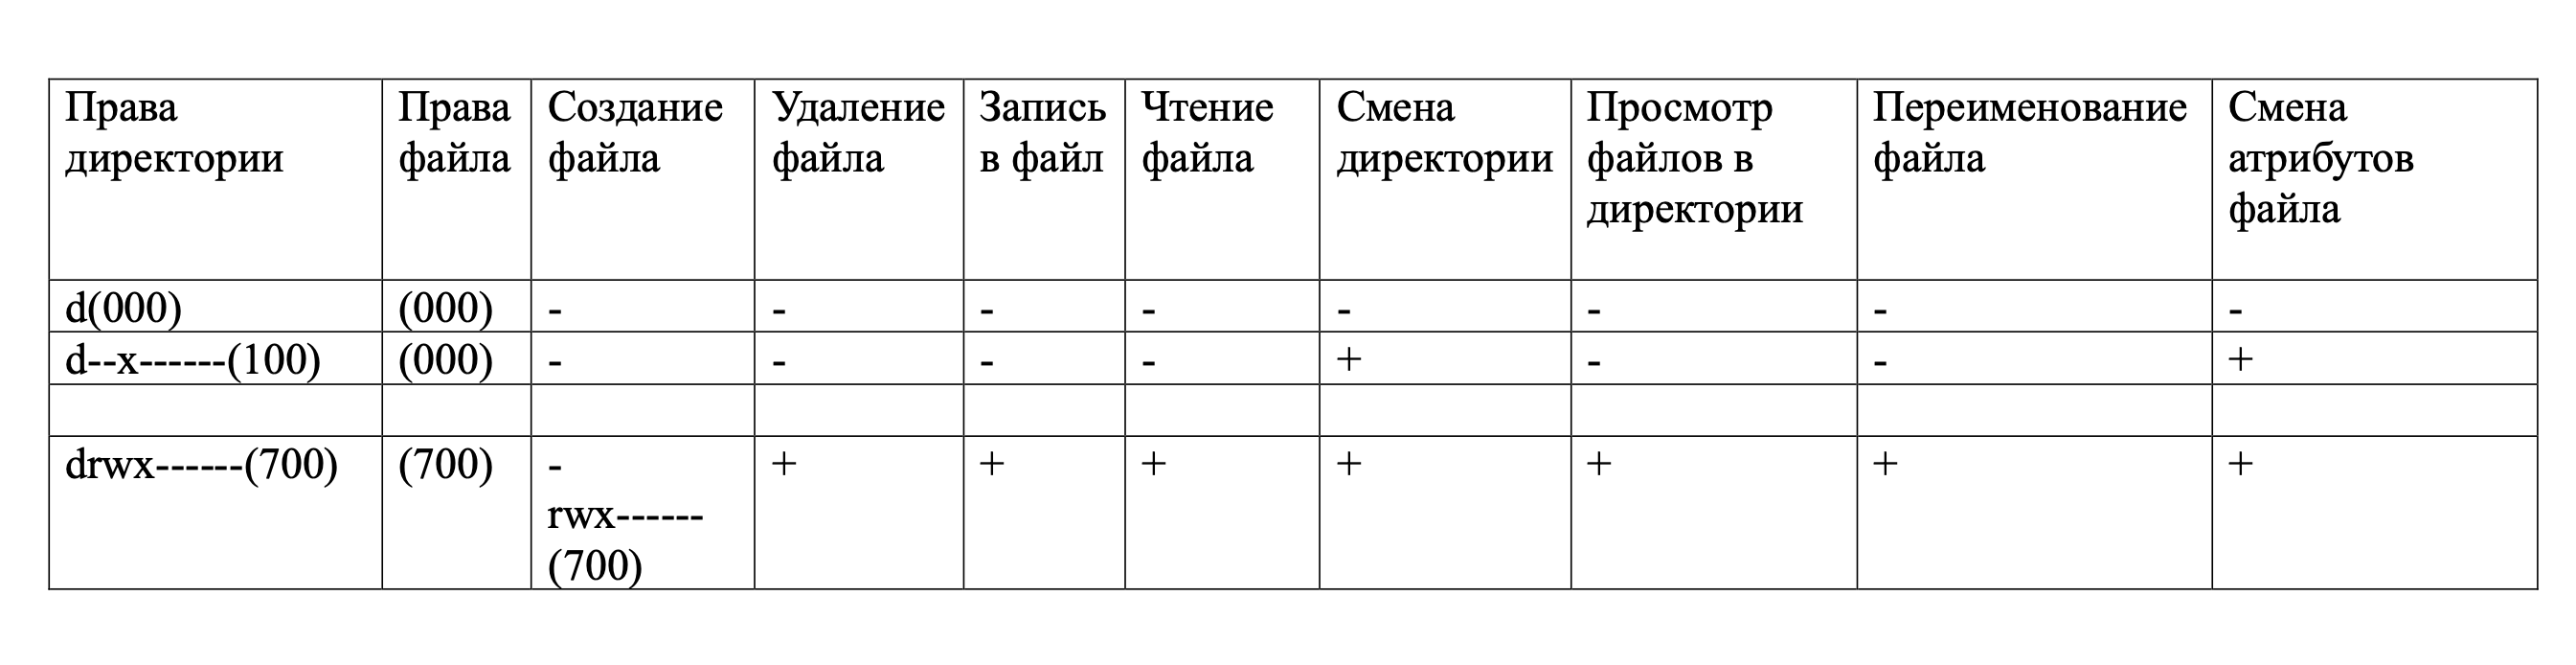 Права директории | Права файла | Создание файла | Удаление файла | Запись в файл | Чтение файла | Смена директории | Просмотр файлов в директории | Переименование файла | Смена атрибутов файла
d(000) | (000) | - | - | - | - | - | - | - | -
d--x------(100) | (000) | - | - | - | - | + | - | - | +
drwx------(700) | (700) | -rwx------(700) | + | + | + | + | + | + | +